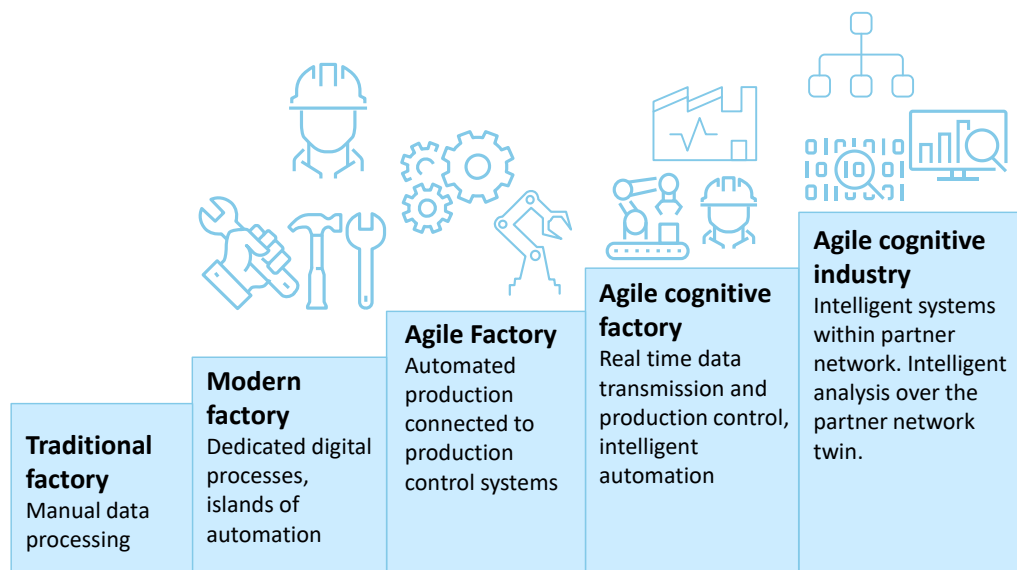 Traditional
factory
Manual data
processing
Modern
factory
Dedicated digital
processes,
islands of
automation
Agile Factory
Automated
production
connected to
production
control systems
Agile cognitive
factory
Real time data
transmission and
production control,
intelligent
automation
Agile cognitive
industry
Intelligent systems
within partner
network. Intelligent
analysis over the
partner network
twin.